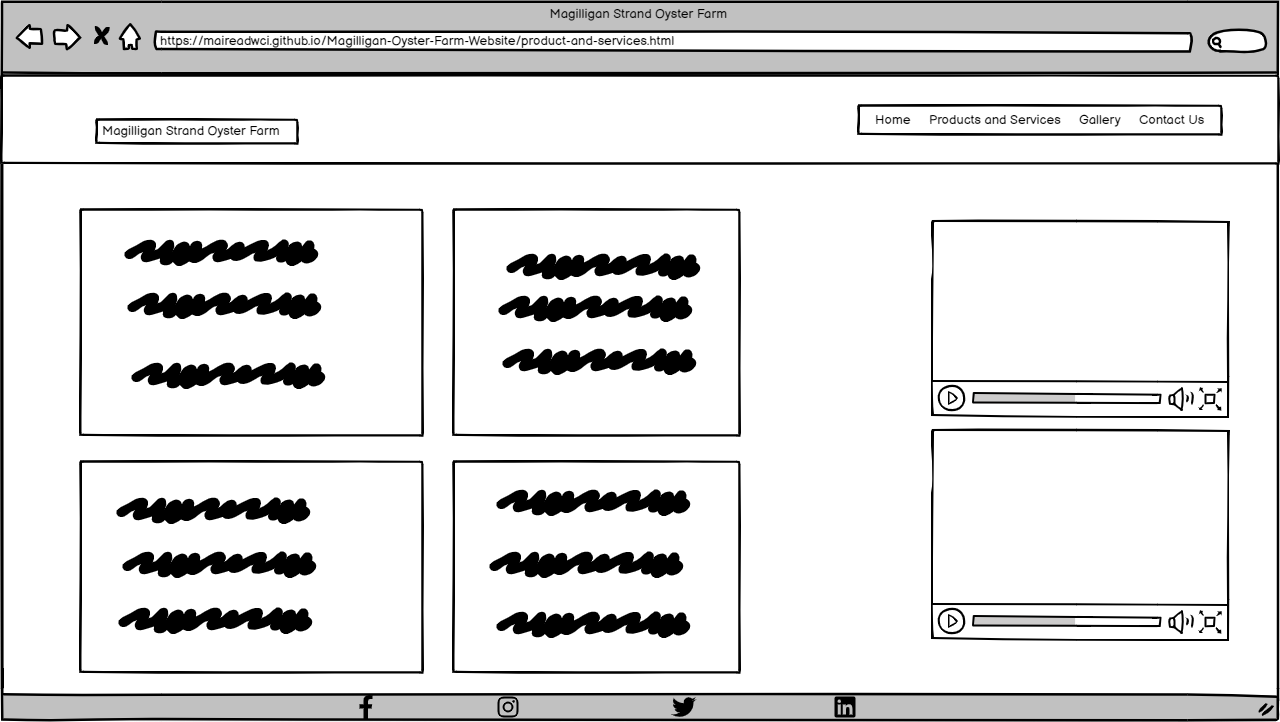 Magilligan Strand Oyster Farm
https://maireadwci.github.io/Magilligan-Oyster-Farm-Website/product-and-services.html
Magilligan Strand Oyster Farm
Home Products and Services Gallery Contact Us